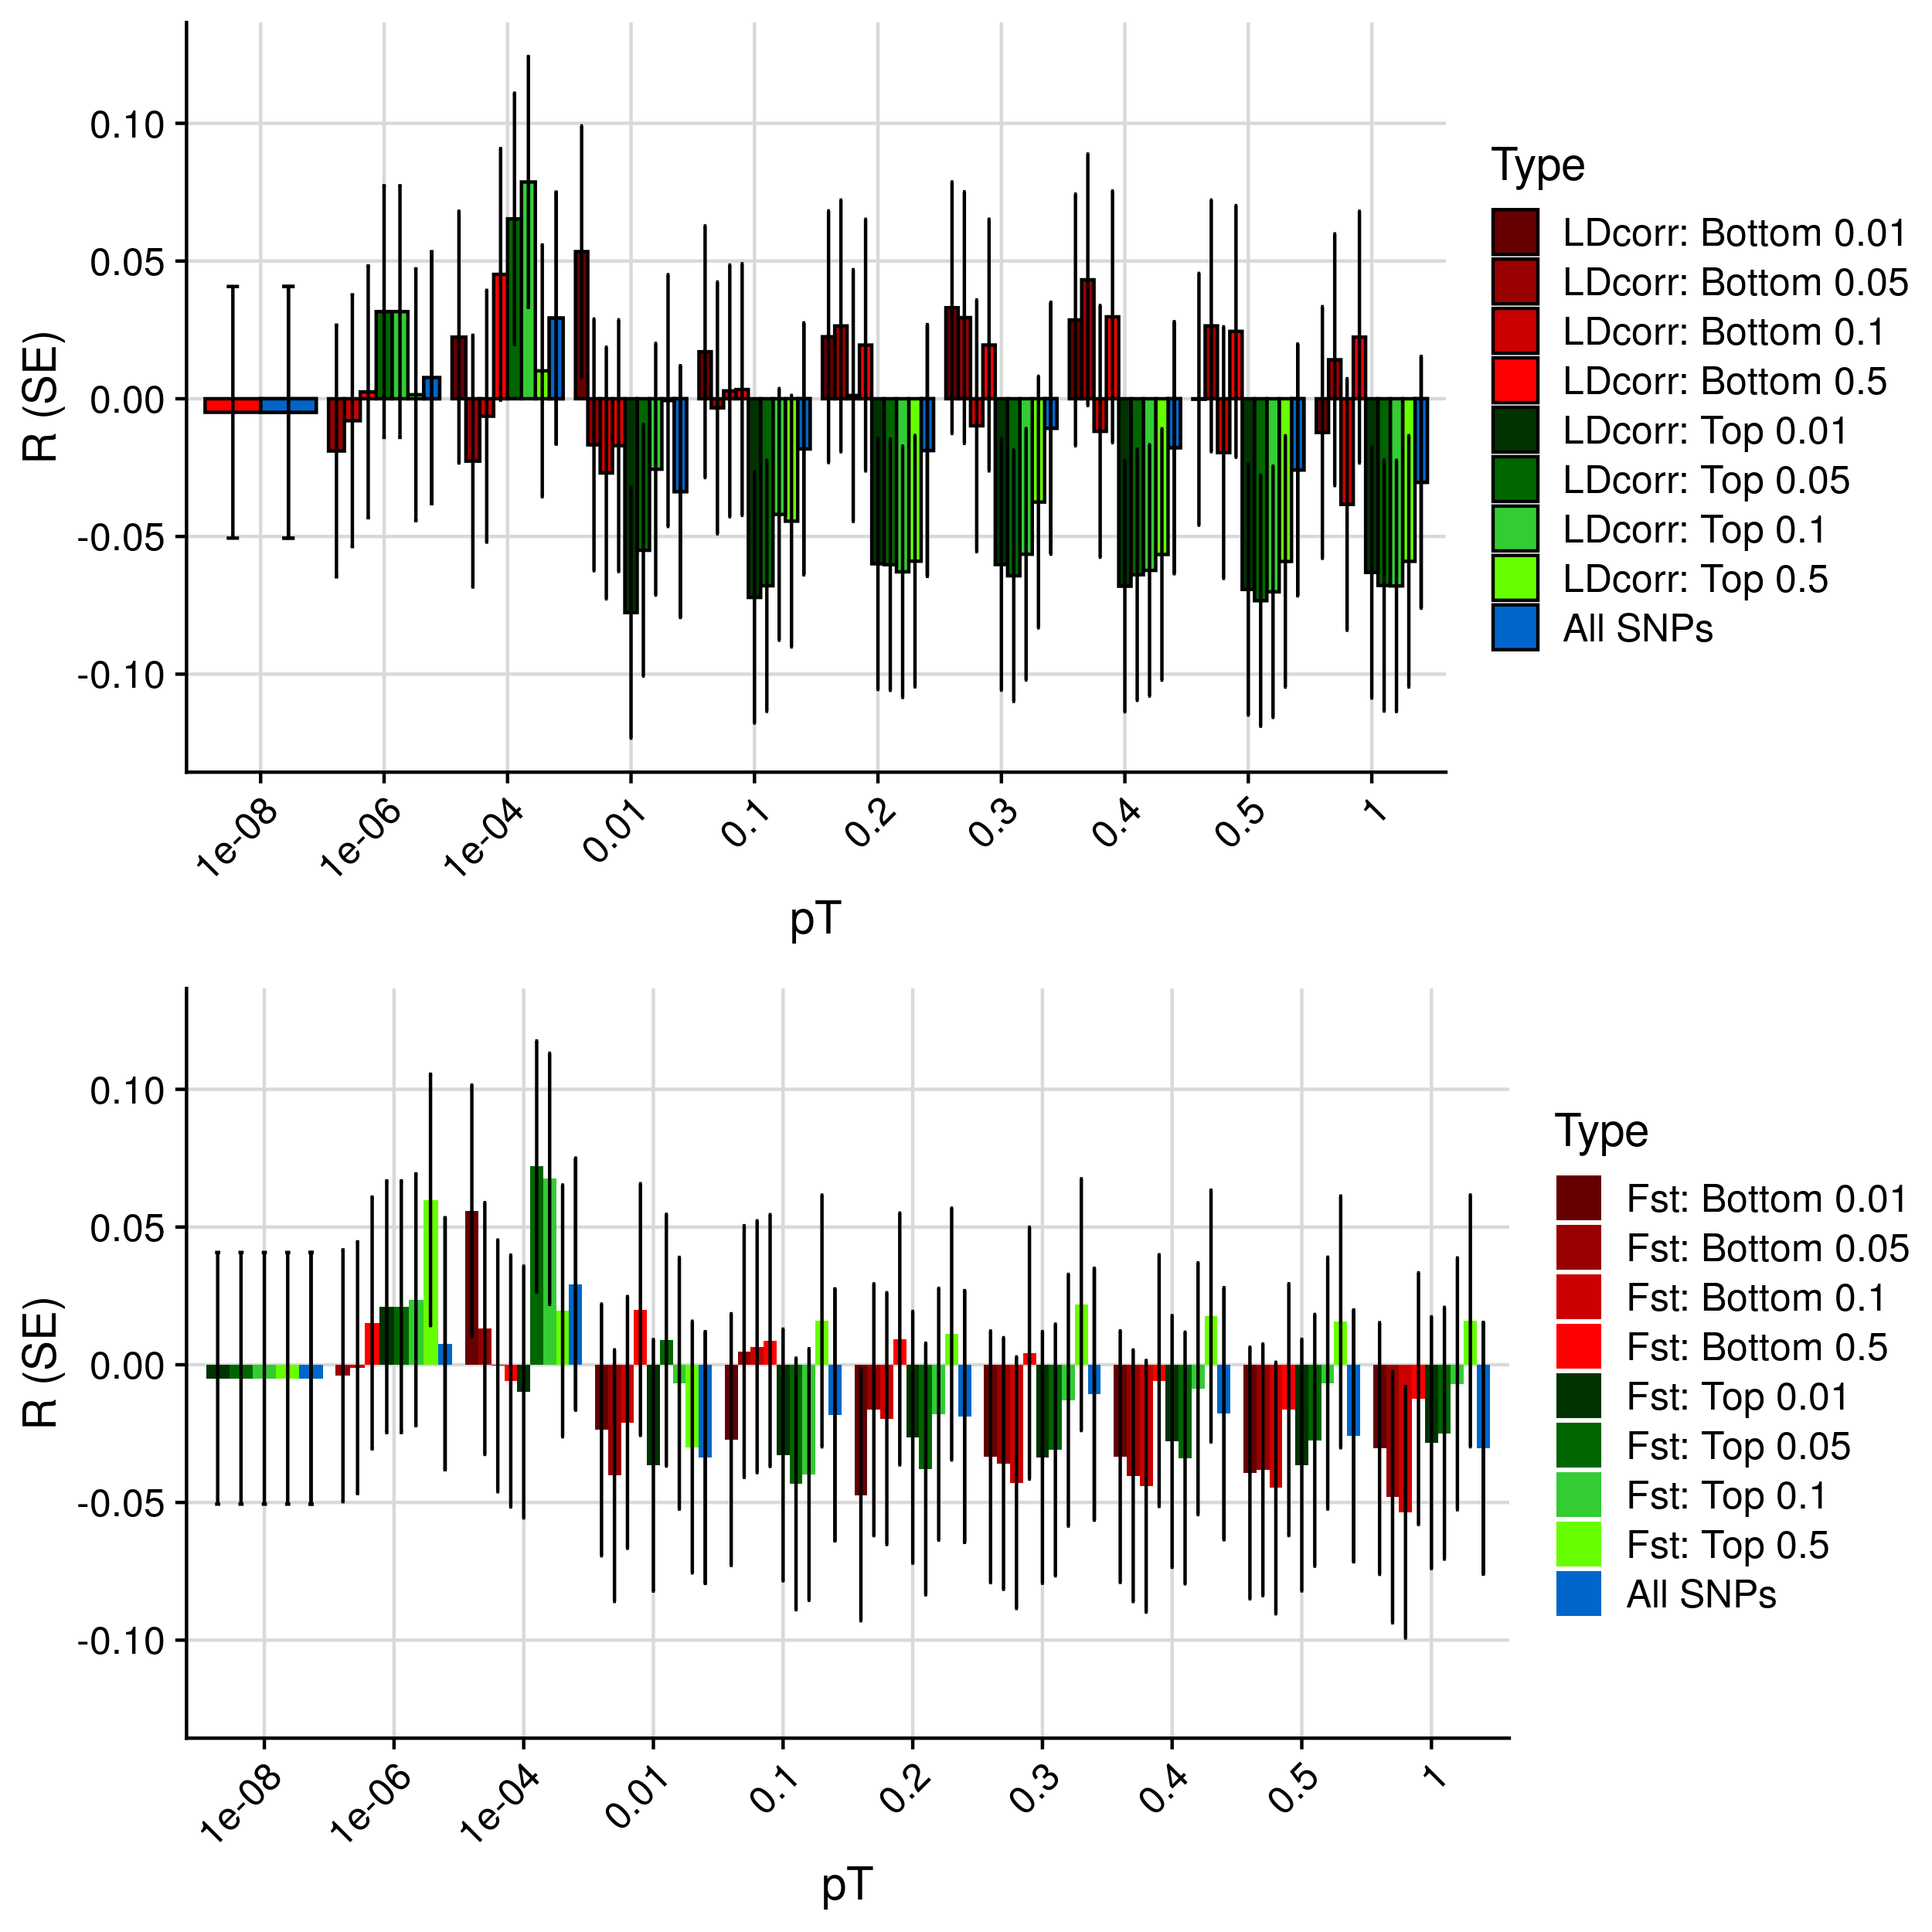 0.10
0.05
0.00
-0.05
-0.10
R (SE)
1e-08
1e-06
1e-04
0.01
0.1
0.2
0.3
0.4
0.5
1
pT
Type
LDcorr: Bottom 0.01
LDcorr: Bottom 0.05
LDcorr: Bottom 0.1
LDcorr: Bottom 0.5
LDcorr: Top 0.01
LDcorr: Top 0.05
LDcorr: Top 0.1
LDcorr: Top 0.5
All SNPs
0.10
0.05
0.00
-0.05
-0.10
R (SE)
1e-08
1e-06
1e-04
0.01
0.1
0.2
0.3
0.4
0.5
1
pT
Type
Fst: Bottom 0.01
Fst: Bottom 0.05
Fst: Bottom 0.1
Fst: Bottom 0.5
Fst: Top 0.01
Fst: Top 0.05
Fst: Top 0.1
Fst: Top 0.5
All SNPs